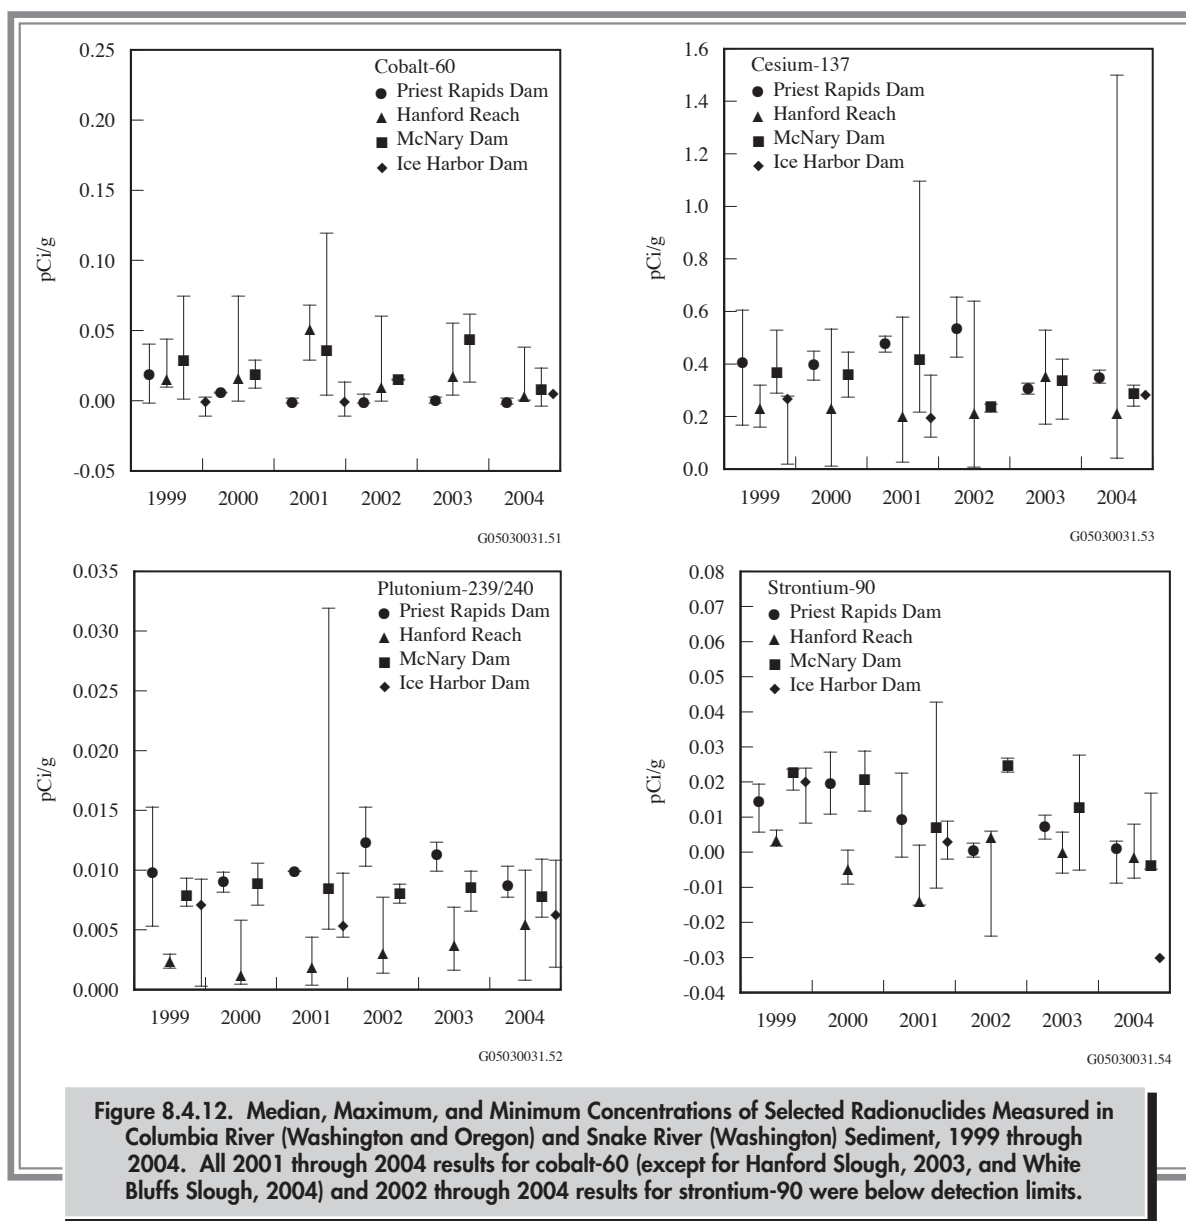 0.25
0.20
0.15
0.10
0.05
0.00
-0.05
pCi/g
Cobalt-60
Priest Rapids Dam
Hanford Reach
McNary Dam
Ice Harbor Dam
1999 2000 2001 2002 2003 2004
G05030031.51
1.6
1.4
1.2
1.0
0.8
0.6
0.4
0.2
0.0
pCi/g
Cesium-137
Priest Rapids Dam
Hanford Reach
McNary Dam
Ice Harbor Dam
1999 2000 2001 2002 2003 2004
G05030031.53
0.035
0.030
0.025
0.020
0.015
0.010
0.005
0.000
pCi/g
Plutonium-239/240
Priest Rapids Dam
Hanford Reach
McNary Dam
Ice Harbor Dam
1999 2000 2001 2002 2003 2004
G05030031.52
0.08
0.07
0.06
0.05
0.04
0.03
0.02
0.01
0.00
-0.01
-0.02
-0.03
-0.04
pCi/g
Strontium-90
Priest Rapids Dam
Hanford Reach
McNary Dam
Ice Harbor Dam
1999 2000 2001 2002 2003 2004
G05030031.54
Figure 8.4.12. Median, Maximum, and Minimum Concentrations of Selected Radionuclides Measured in
Columbia River (Washington and Oregon) and Snake River (Washington) Sediment, 1999 through
2004. All 2001 through 2004 results for cobalt-60 (except for Hanford Slough, 2003, and White
Bluffs Slough, 2004) and 2002 through 2004 results for strontium-90 were below detection limits.